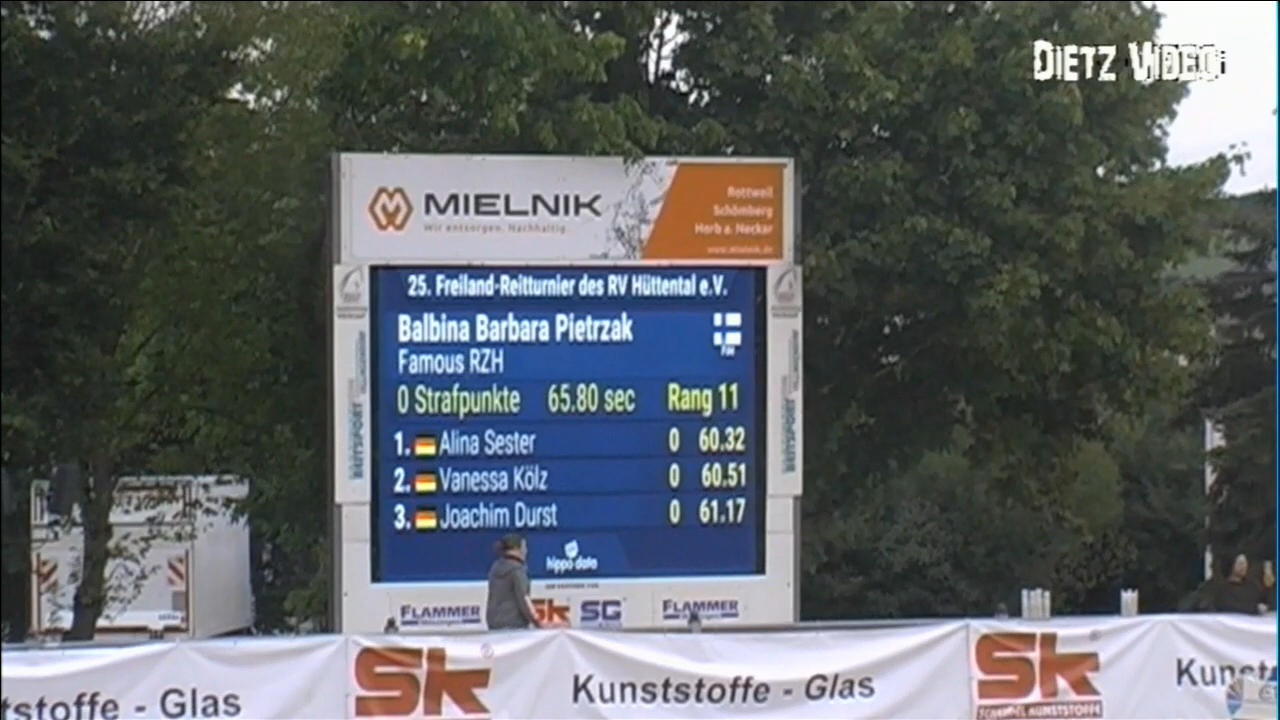 DIETZ VIDEO
MIELNIK
Wir entsorgen. Nachhaltig.
Rottweil
Schömberg
Horb a. Neckar
www.mielnik.de
25. Freiland-Reitturnier des RV Hüttental e.V.
Balbina Barbara Pietrzak
FIN
Famous RZH
0 Strafpunkte 65.80 sec Rang 11
1. Alina Sester 0 60.32
2. Vanessa Kölz 0 60.51
3. Joachim Durst 0 61.17
hippo data
FLAMMER Sk SG FLAMMER
tstoffe - Glas Sk Kunststoffe - Glas Sk Kunst
KUNSTSTOFFE